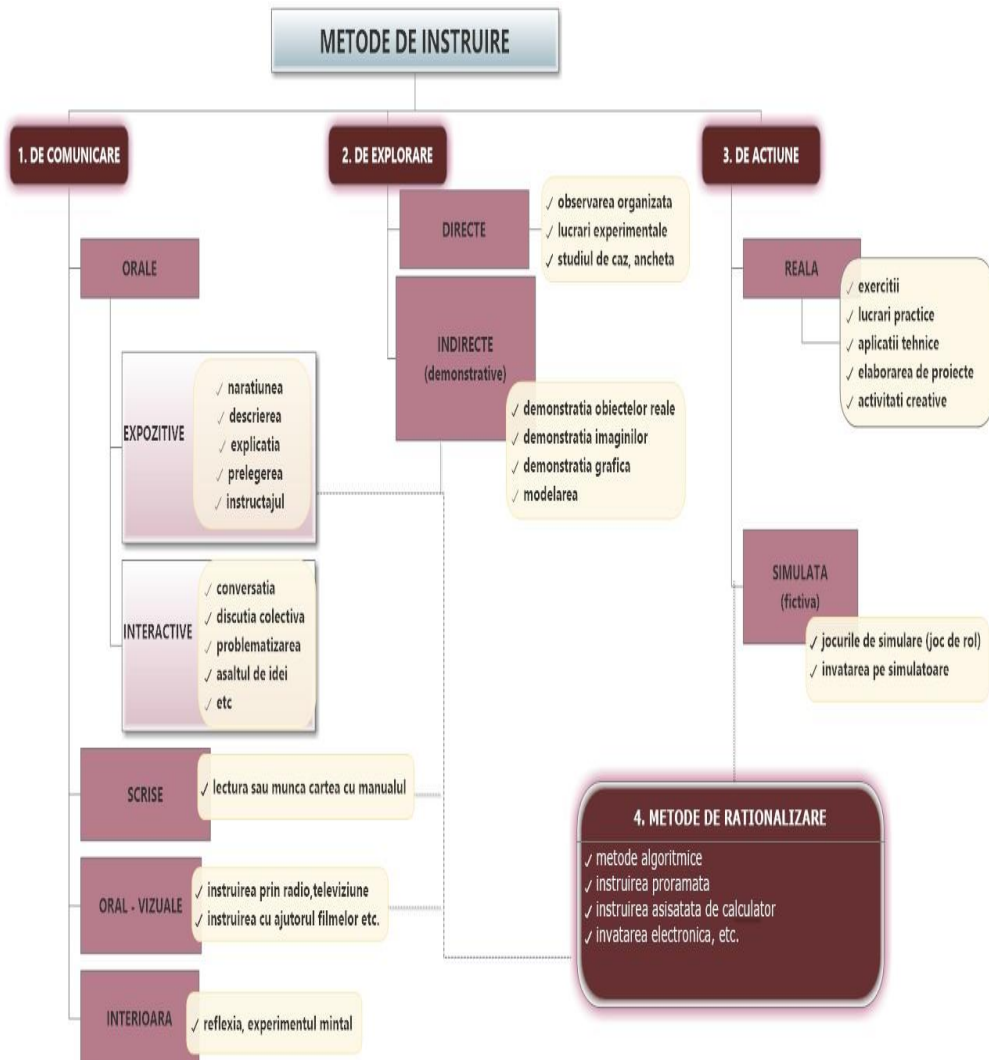 METODE DE INSTRUIRE
1. DE COMUNICARE
2. DE EXPLORARE
3. DE ACTIUNE
ORALE
EXPOZITIVE
✓ naratiunea
✓ descrierea
✓ explicatia
✓ prelegerea
✓ instructajul
INTERACTIVE
✓ conversatia
✓ discutia colectiva
✓ problematizarea
✓ asaltul de idei
✓ etc
SCRISE
✓ lectura sau munca cartea cu manualul
ORAL - VIZUALE
✓ instruirea prin radio,televiziune
✓ instruirea cu ajutorul filmelor etc.
INTERIOARA
✓ reflexia, experimentul mintal
DIRECTE
✓ observarea organizata
✓ lucrari experimentale
✓ studiul de caz, ancheta
INDIRECTE
(demonstrative)
✓ demonstratia obiectelor reale
✓ demonstratia imaginilor
✓ demonstratia grafica
✓ modelarea
REALA
✓ exercitii
✓ lucrari practice
✓ aplicatii tehnice
✓ elaborarea de proiecte
✓ activitati creative
SIMULATA
(fictiva)
✓ jocurile de simulare (joc de rol)
✓ invatarea pe simulatoare
4. METODE DE RATIONALIZARE
✓ metode algoritmice
✓ instruirea proramata
✓ instruirea asisatata de calculator
✓ invatarea electronica, etc.